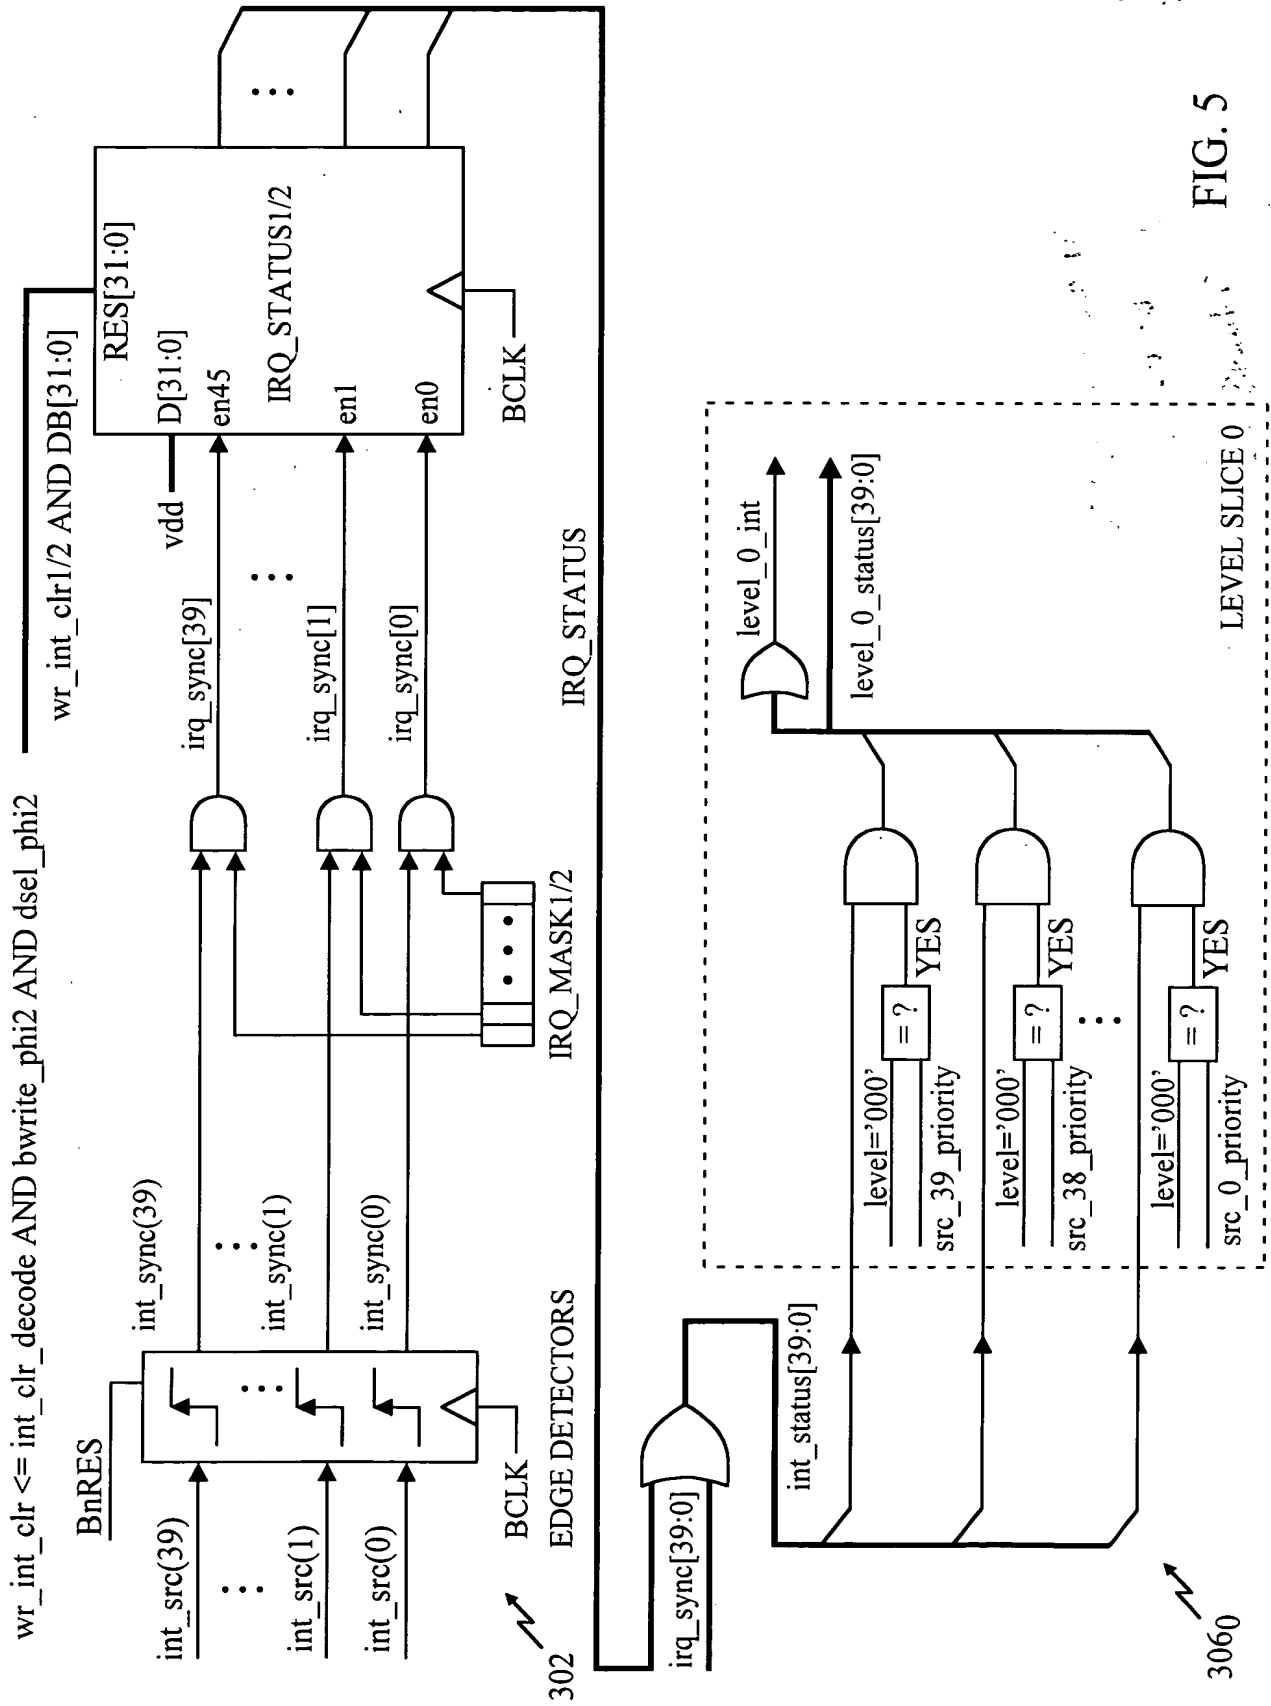 wr_int_clr <= int_clr_decode AND bwrite_phi2 AND dsel_phi2
wr_int_clr1/2 AND DB[31:0]
BnRES
int_src(39)
• • •
int_src(1)
int_src(0)
• • •
BCLK
EDGE DETECTORS
302
int_sync(39)
• • •
int_sync(1)
int_sync(0)
IRQ_MASK1/2
• • •
irq_sync[39]
• • •
irq_sync[1]
irq_sync[0]
vdd
RES[31:0]
D[31:0]
en45
IRQ_STATUS1/2
en1
en0
BCLK
• • •
IRQ_STATUS
irq_sync[39:0]
int_status[39:0]
level='000'
= ?
YES
src_39_priority
level='000'
= ?
YES
src_38_priority
• • •
level='000'
= ?
YES
src_0_priority
level_0_int
level_0_status[39:0]
LEVEL SLICE 0
3060
FIG. 5